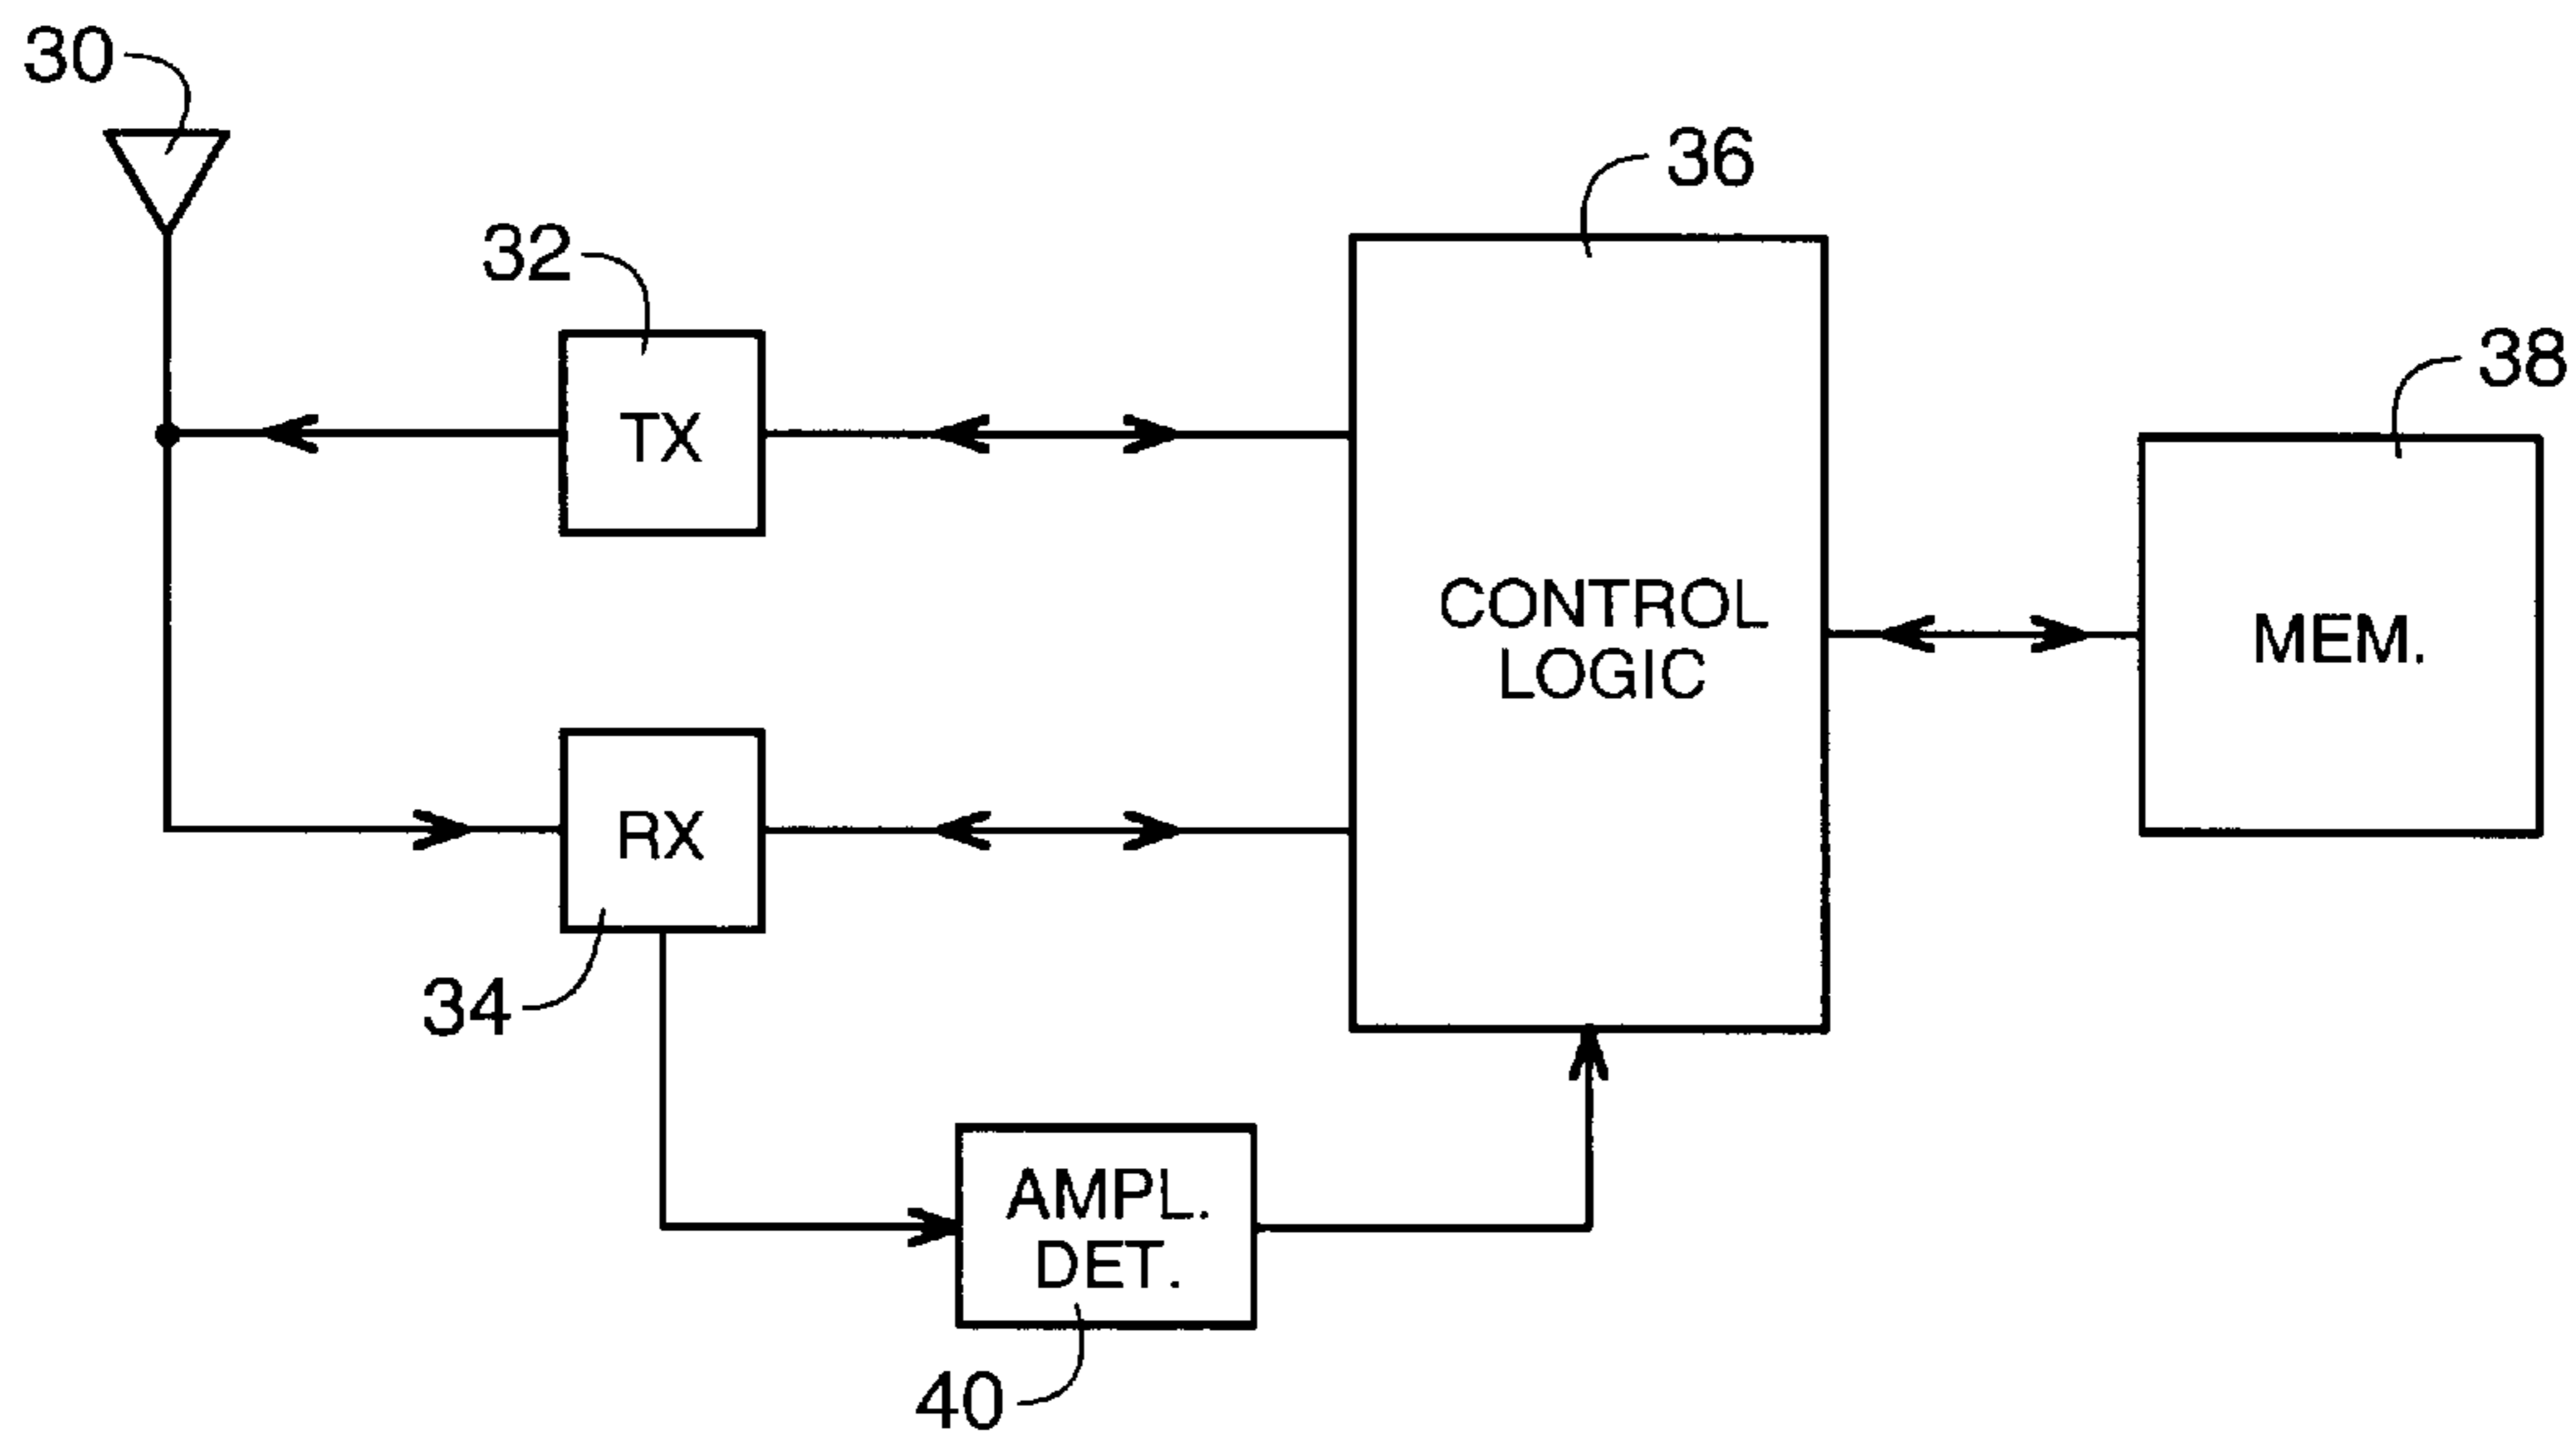 30
36
32
38
TX
CONTROL
LOGIC
MEM.
RX
34
AMPL.
DET.
40